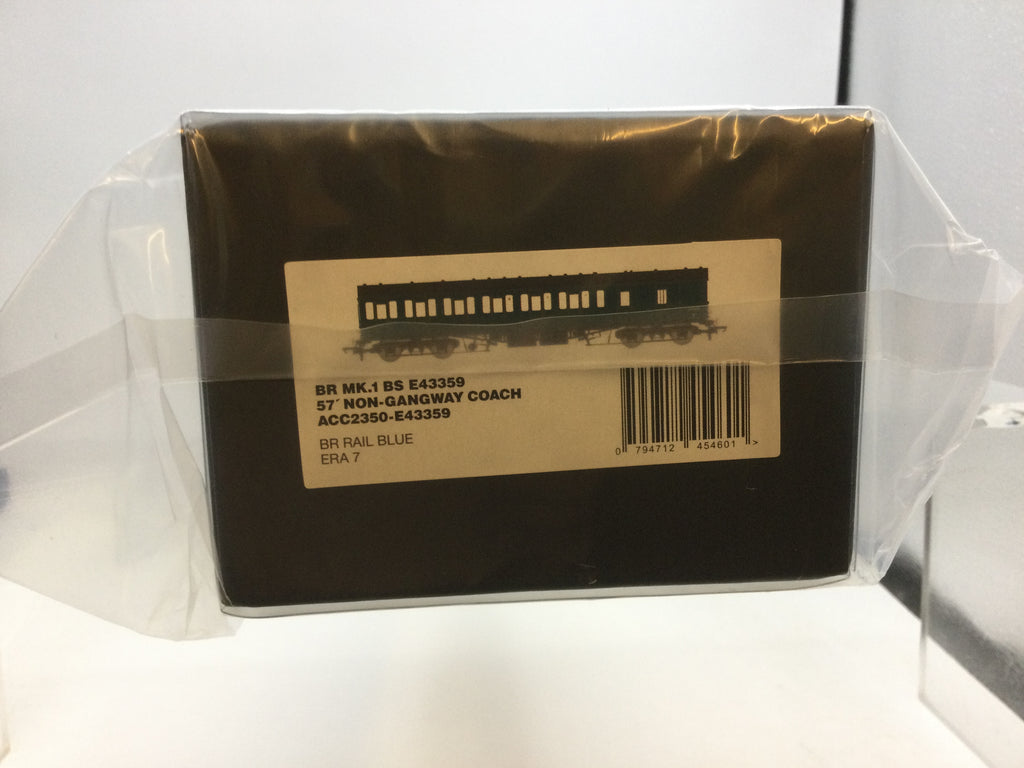 BR MK.1 BS E43359
57´ NON-GANGWAY COACH
ACC2350-E43359
BR RAIL BLUE
ERA 7
0 794712 454601 >